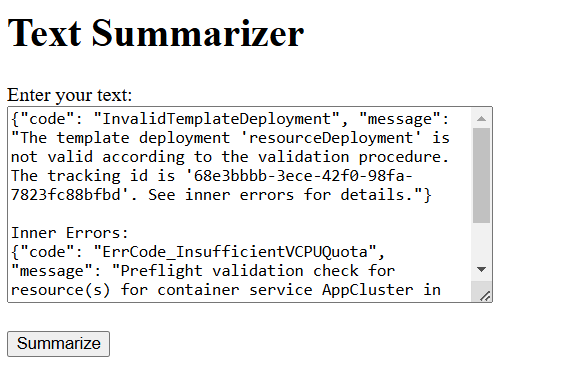 Text Summarizer
Enter your text:
{"code": "InvalidTemplateDeployment", "message":
"The template deployment 'resourceDeployment' is
not valid according to the validation procedure.
The tracking id is '68e3bbbb-3ece-42f0-98fa-
7823fc88bfbd'. See inner errors for details."}

Inner Errors:
{"code": "ErrCode_InsufficientVCPUQuota",
"message": "Preflight validation check for
resource(s) for container service AppCluster in
Summarize